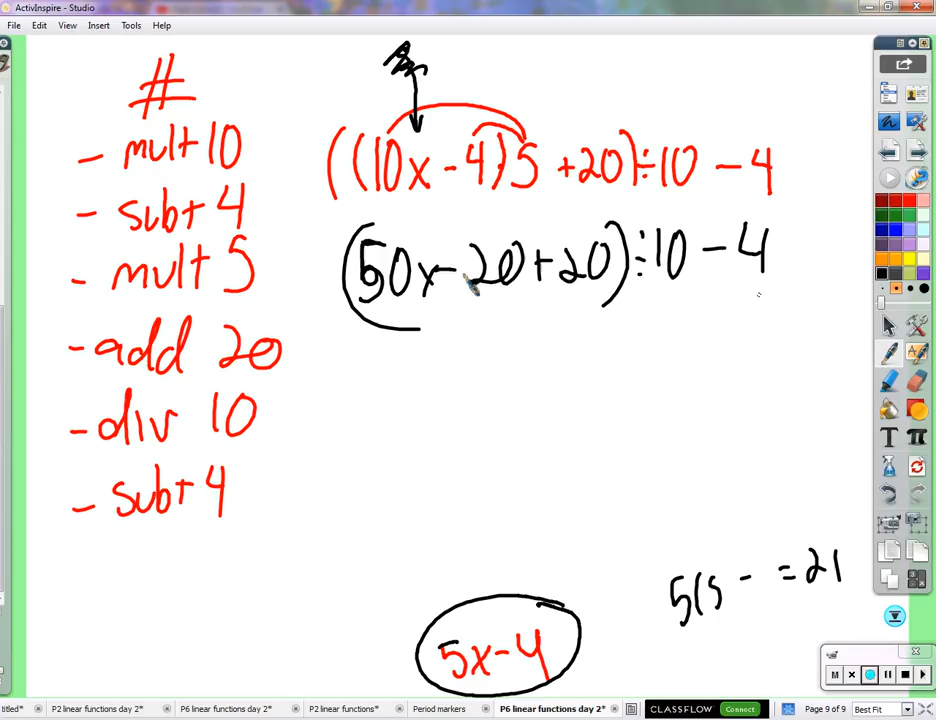 ActivInspire - Studio
File Edit View Insert Tools Help
#
- mult 10
- subt 4
- mult 5
- add 20
- div 10
- subt 4
((10x - 4)5 +20)÷10 - 4
(50x - 20 + 20)÷10 - 4
5(5 - = 21
5x-4
T π
M
itled* P2 linear functions day 2* P2 linear functions* P6 linear functions day 2* Period markers P6 linear functions day 2* CLASSFLOW Connect Page 9 of 9 Best Fit